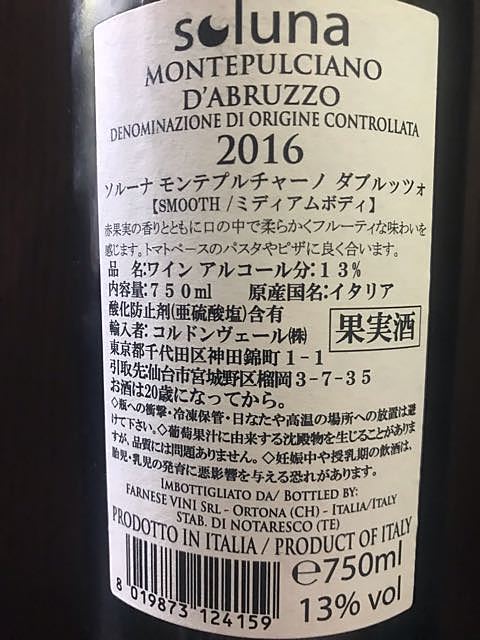 soluna
MONTEPULCIANO
D'ABRUZZO
DENOMINAZIONE DI ORIGINE CONTROLLATA
2016
ソルーナ モンテプルチャーノ ダブルッツォ
【SMOOTH /ミディアムボディ】
赤果実の香りとともに口の中で柔らかくフルーティな味わいを
感じます。トマトベースのパスタやピザに良く合います。
品 名:ワイン アルコール分:13%
内容量:750ml 原産国名:イタリア
酸化防止剤(亜硫酸塩)含有
輸入者:コルドンヴェール㈱
果実酒
東京都千代田区神田錦町1-1
引取先仙台市宮城野区榴岡3-7-35
お酒は20歳になってから。
◇瓶への衝撃・冷凍保管・日なたや高温の場所への放置は避
けて下さい。◇葡萄果汁に由来する沈殿物を生じることがありま
すが、品質には問題ありません。◇妊娠中や授乳期の飲酒は、
胎児・乳児の発育に悪影響を与える恐れがあります。
IMBOTTIGLIATO DA/ BOTTLED BY:
FARNESE VINI SRL - ORTONA (CH) - ITALIA/ITALY
STAB. DI NOTARESCO (TE)
PRODOTTO IN ITALIA / PRODUCT OF ITALY
8 019873 124159
e750ml
13% vol